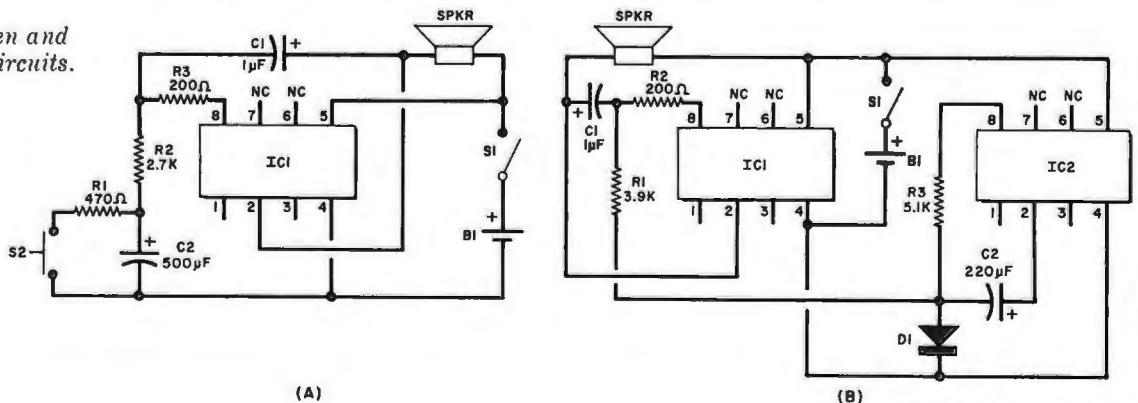 en and
ircuits.
C1
1µF
+
SPKR
R3
200Ω
NC
NC
8
7
6
5
R2
2.7K
IC1
S1
R1
470Ω
1
2
3
4
+
S2
+
C2
500µF
B1
(A)
SPKR
R2
200Ω
NC
NC
S1
NC
NC
+
C1
1µF
8
7
6
5
8
7
6
5
+
IC1
B1
IC2
R1
3.9K
R3
5.1K
1
2
3
4
1
2
3
4
C2
220µF
+
D1
(B)